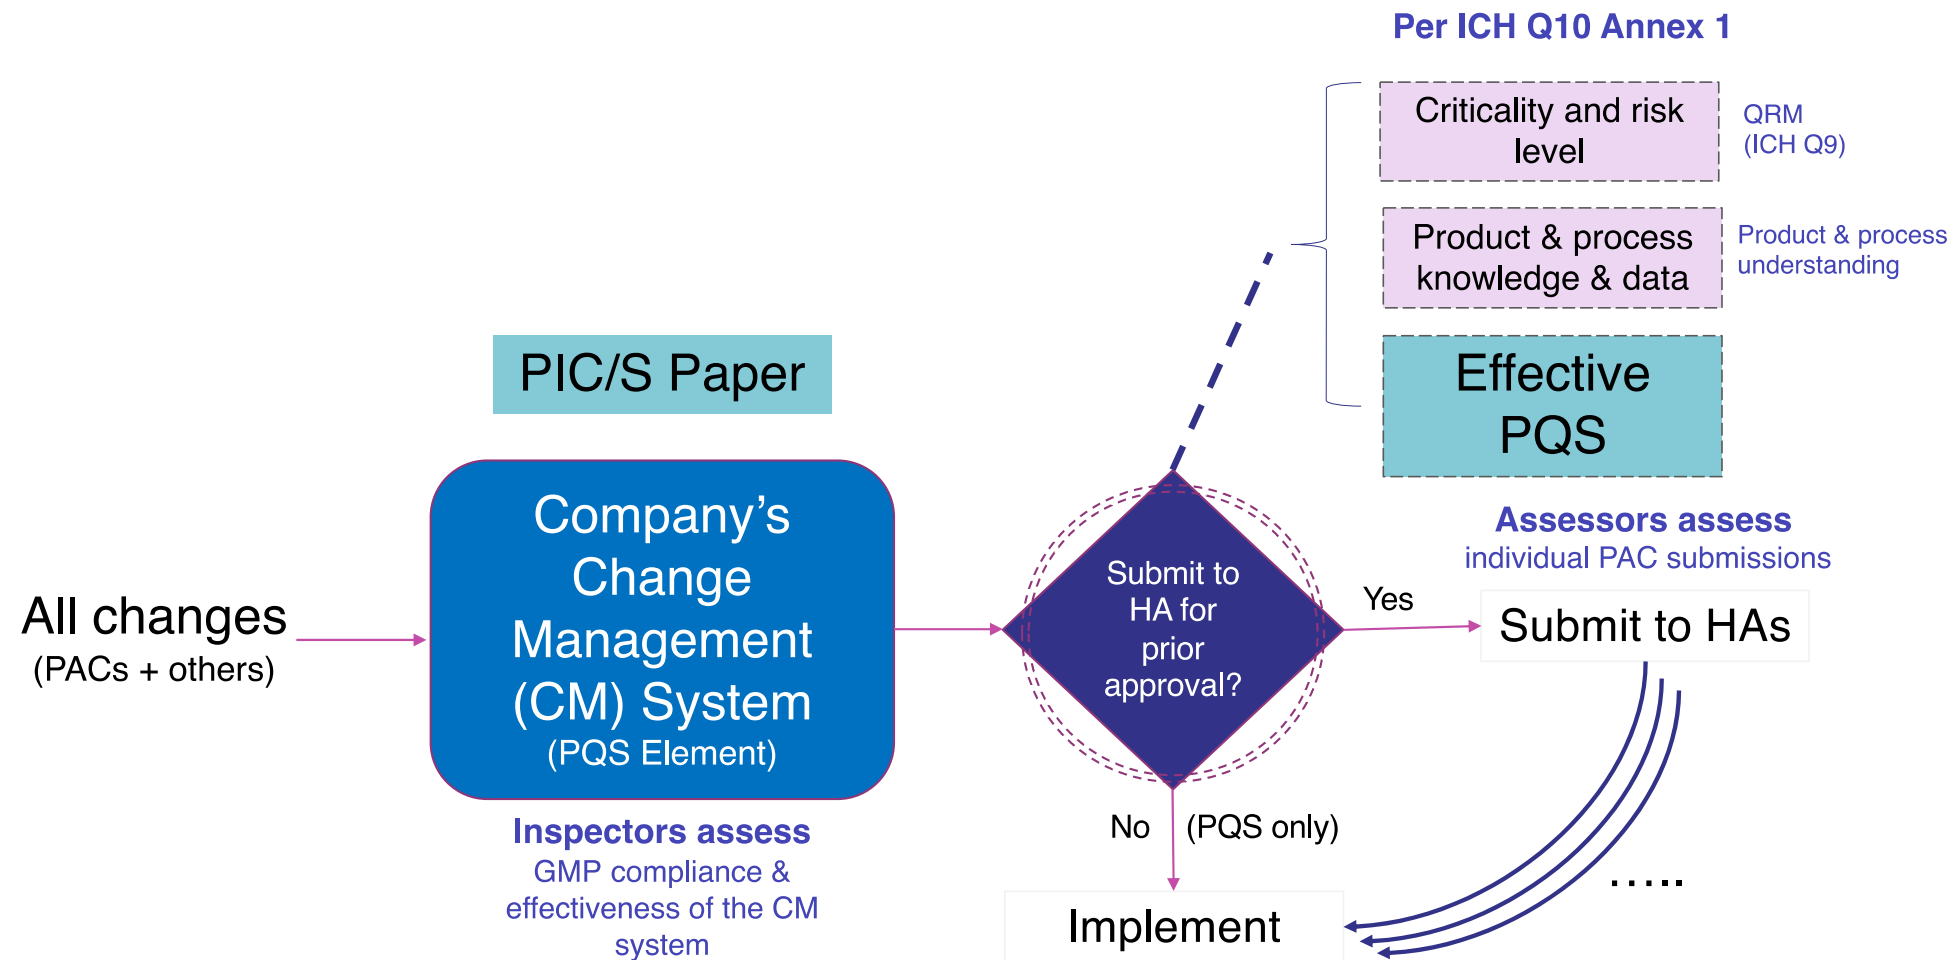 Per ICH Q10 Annex 1
Criticality and risk
level
QRM
(ICH Q9)
Product & process
knowledge & data
Product & process
understanding
Effective
PQS
PIC/S Paper
Company’s
Change
Management
(CM) System
(PQS Element)
Inspectors assess
GMP compliance &
effectiveness of the CM
system
All changes
(PACs + others)
Submit to
HA for
prior
approval?
Yes
Assessors assess
individual PAC submissions
Submit to HAs
No (PQS only)
Implement
.....